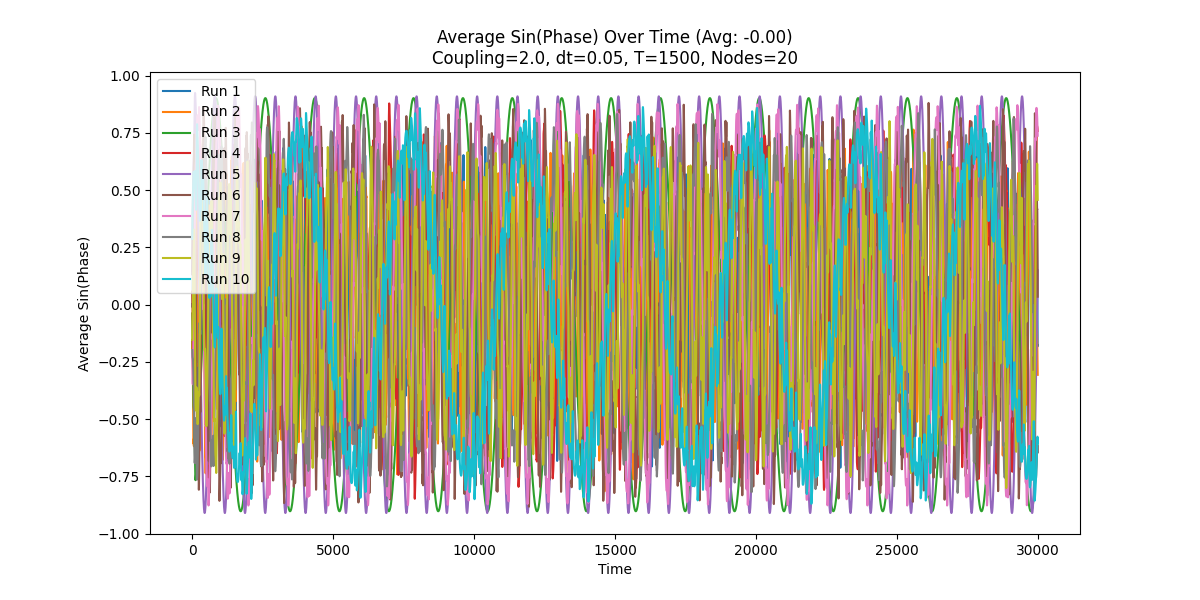 Average Sin(Phase) Over Time (Avg: -0.00)
Coupling=2.0, dt=0.05, T=1500, Nodes=20
Average Sin(Phase)
1.00
0.75
0.50
0.25
0.00
−0.25
−0.50
−0.75
−1.00
Run 1
Run 2
Run 3
Run 4
Run 5
Run 6
Run 7
Run 8
Run 9
Run 10
0 5000 10000 15000 20000 25000 30000
Time